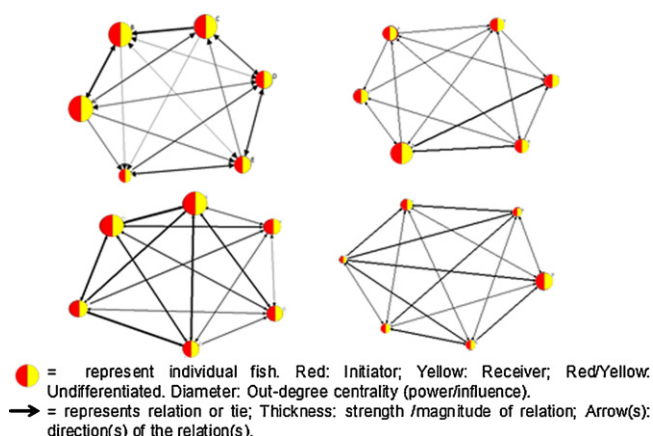 C
D
= represent individual fish. Red: Initiator; Yellow: Receiver; Red/Yellow:
Undifferentiated. Diameter: Out-degree centrality (power/influence).
= represents relation or tie; Thickness: strength /magnitude of relation; Arrow(s):
direction(s) of the relation(s).